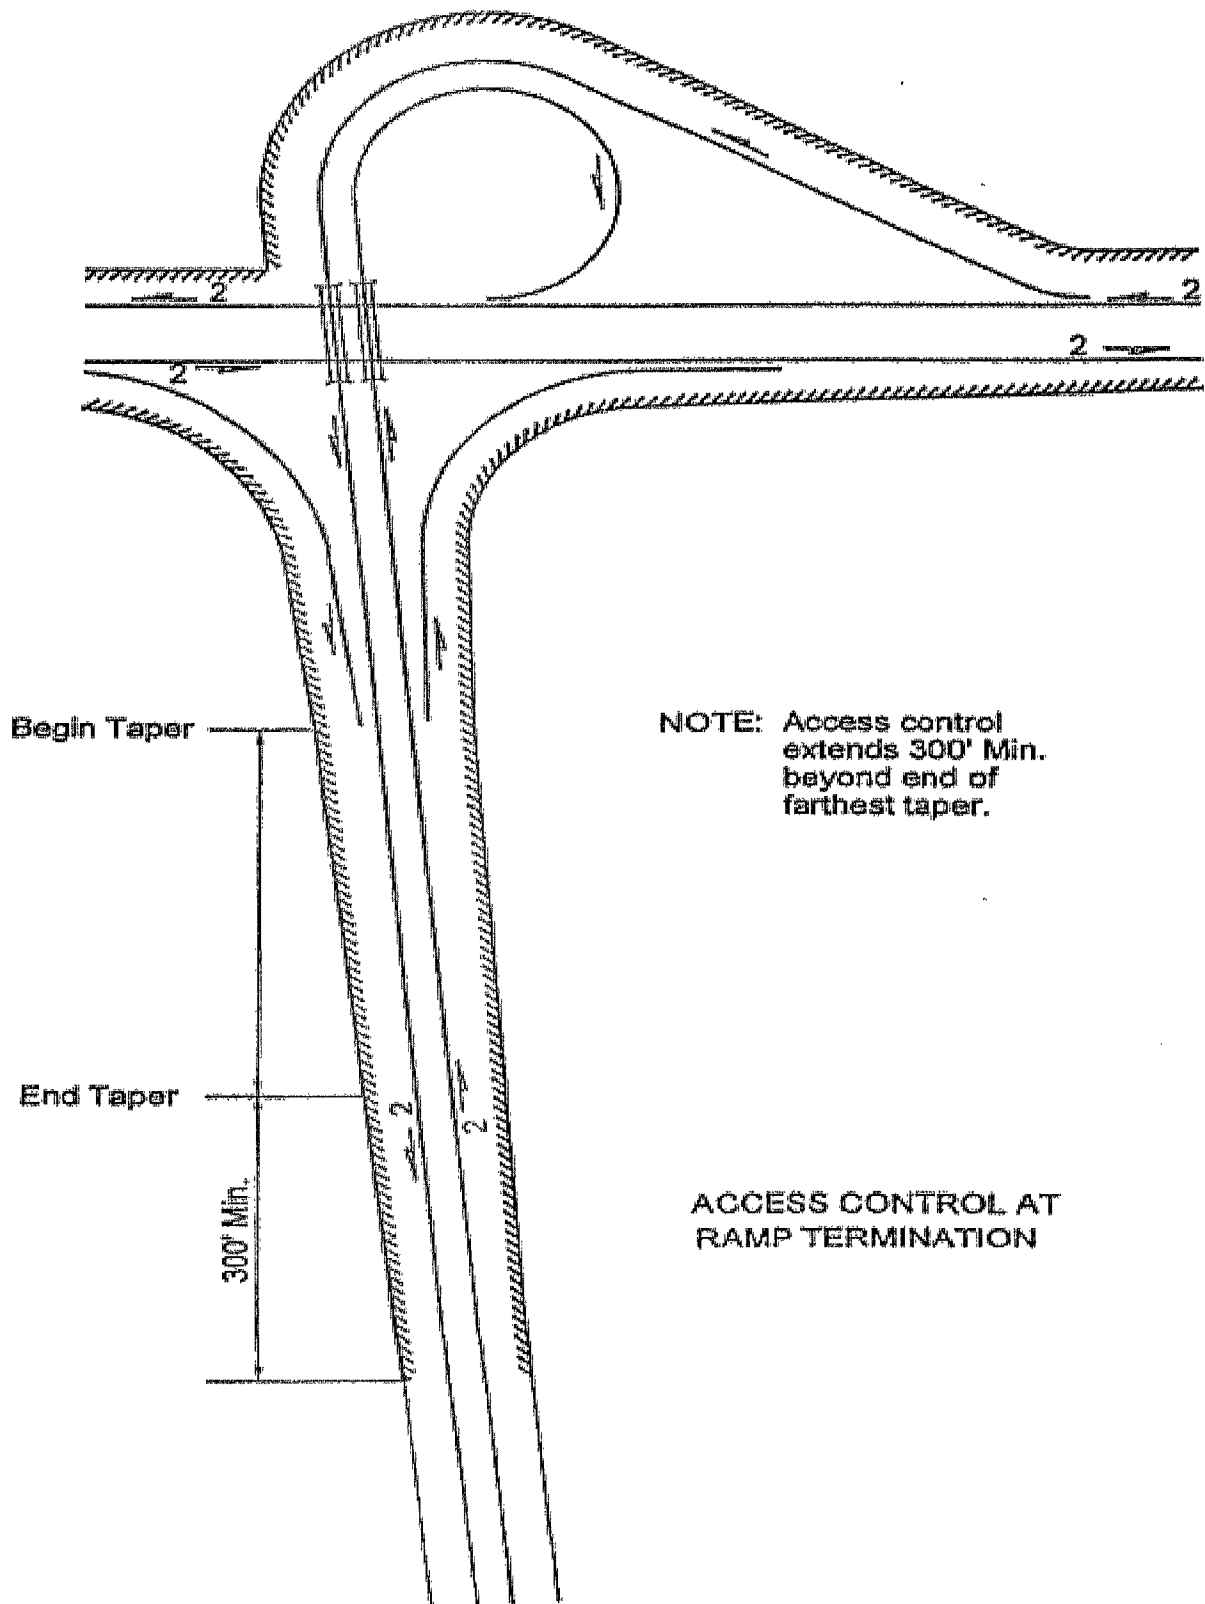 2
2
2
2
Begin Taper
NOTE: Access control
extends 300' Min.
beyond end of
farthest taper.
End Taper
2
2
300' Min.
ACCESS CONTROL AT
RAMP TERMINATION